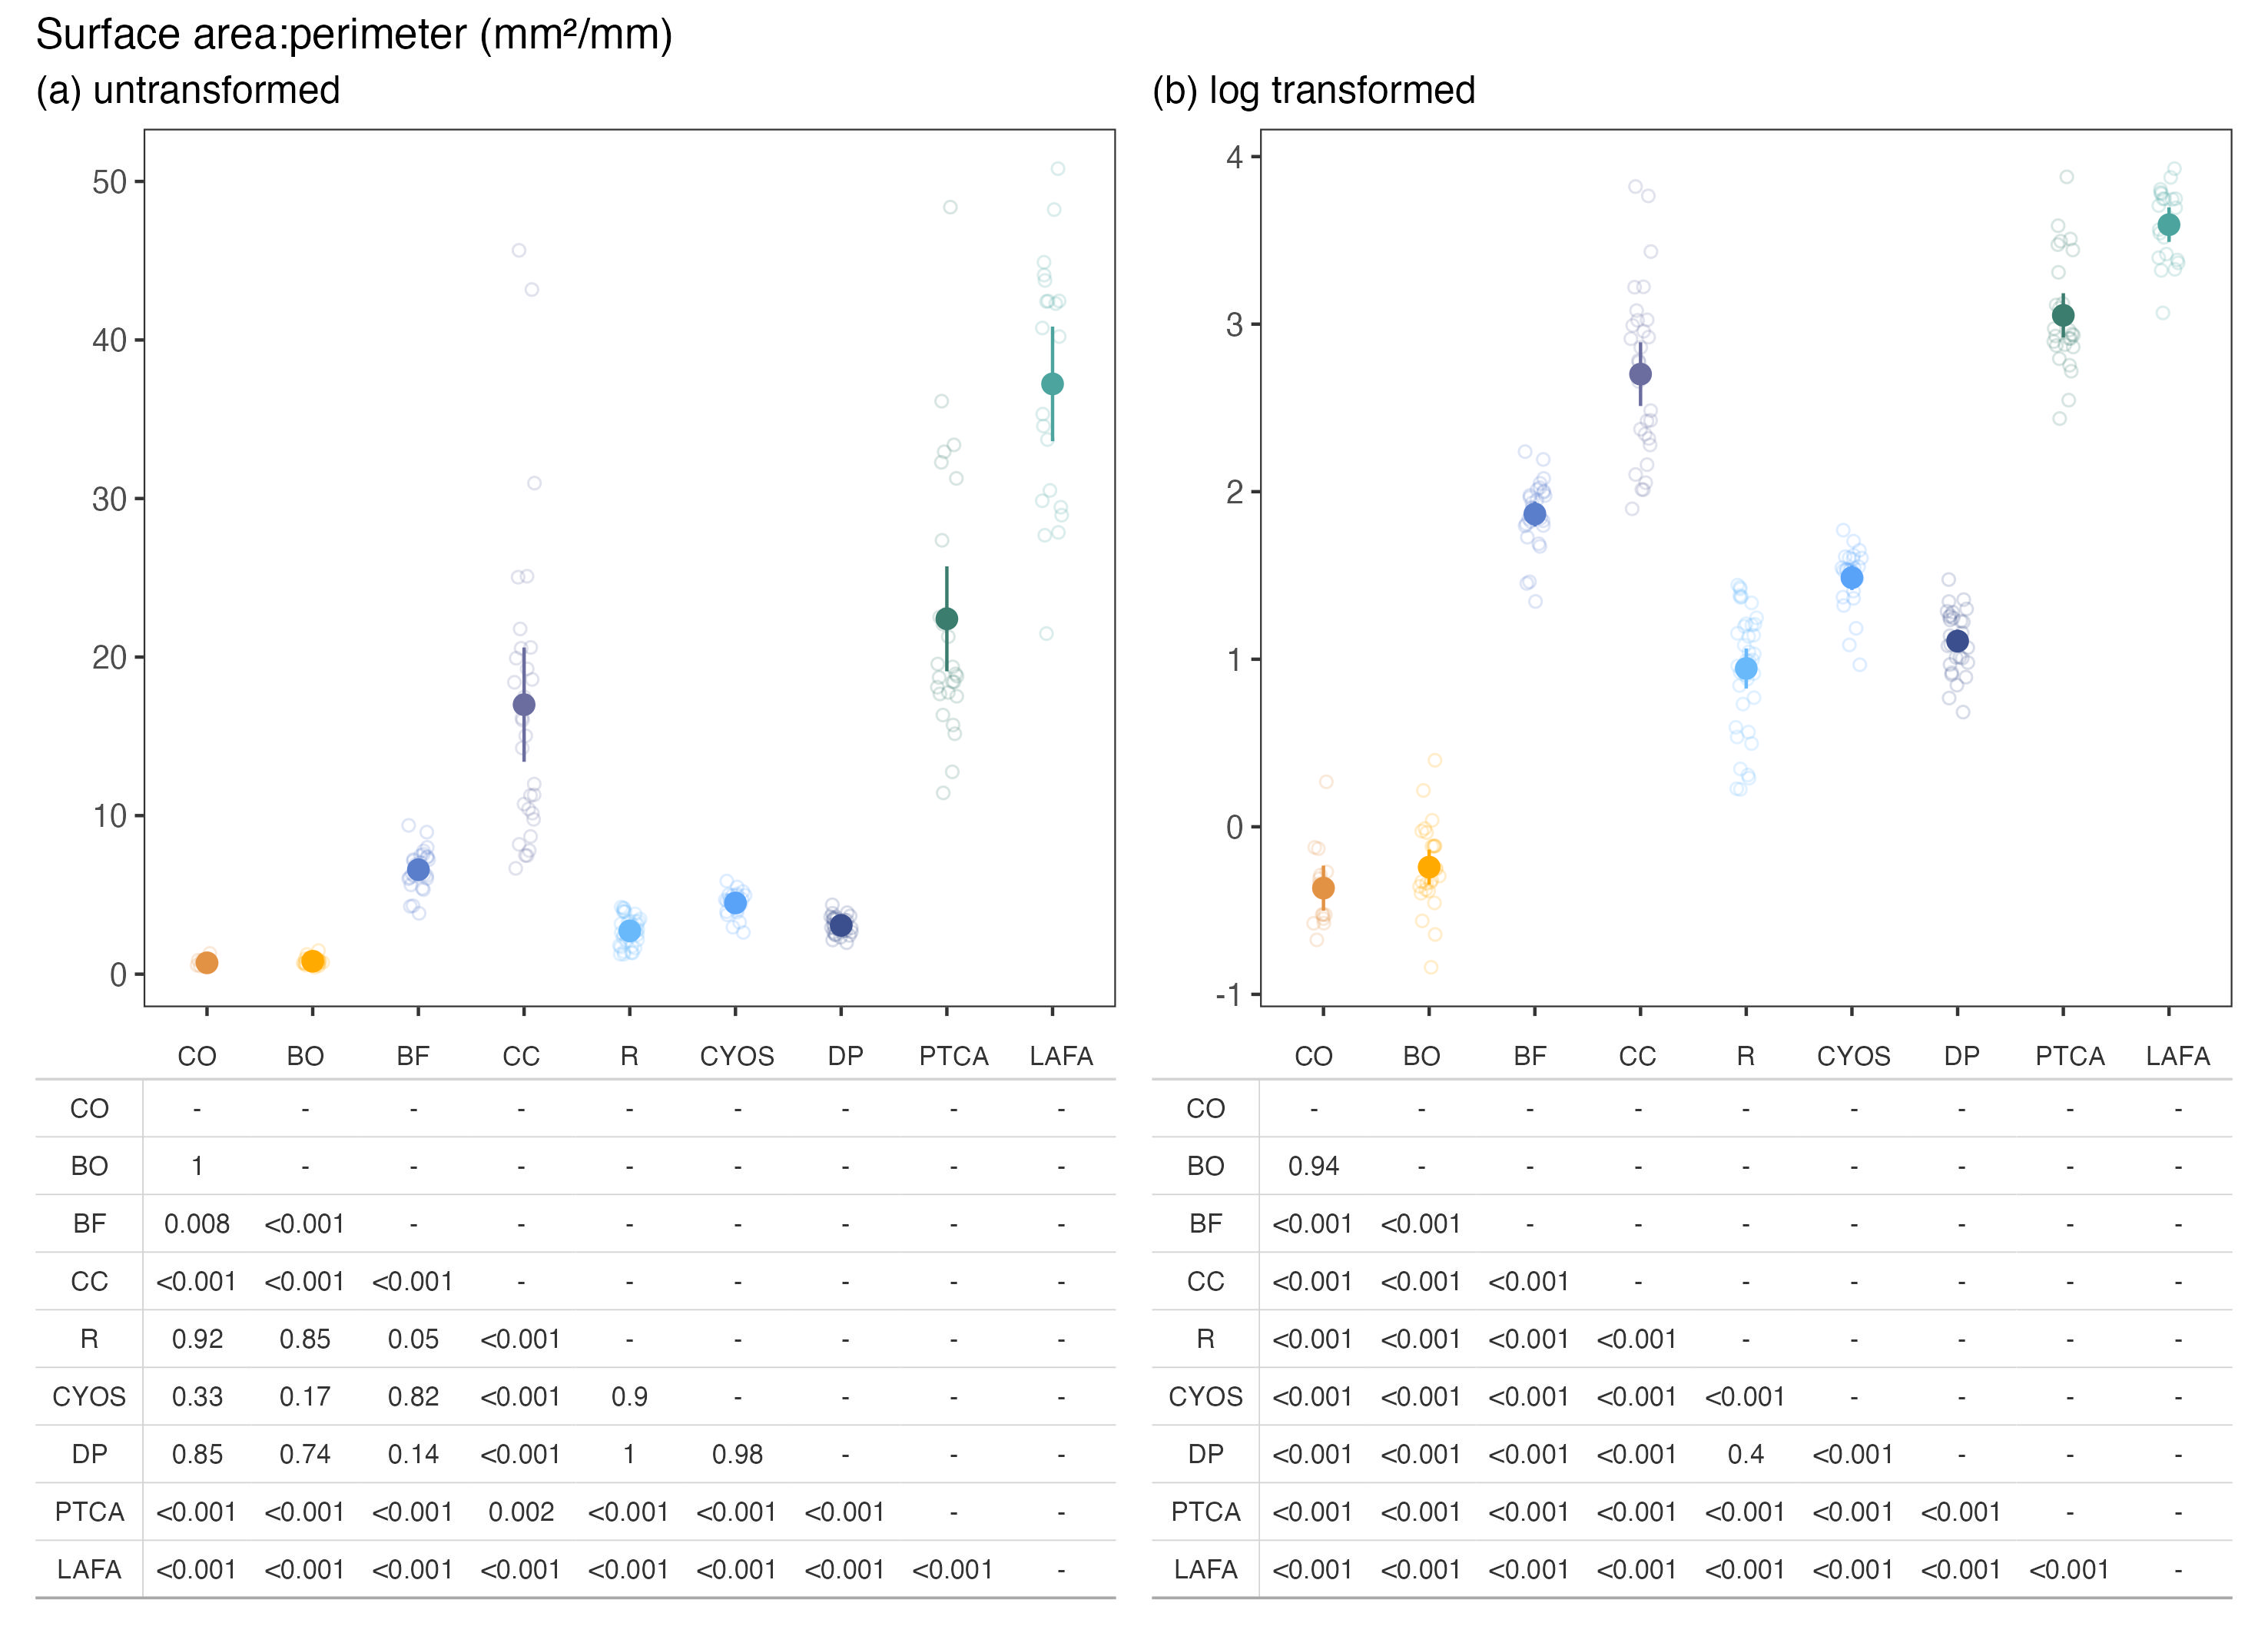 Surface area:perimeter (mm²/mm)
(a) untransformed
50
40
30
20
10
0
CO BO BF CC R CYOS DP PTCA LAFA
CO - - - - - - - - -
BO 1 - - - - - - - -
BF 0.008 <0.001 - - - - - - -
CC <0.001 <0.001 <0.001 - - - - - -
R 0.92 0.85 0.05 <0.001 - - - - -
CYOS 0.33 0.17 0.82 <0.001 0.9 - - - -
DP 0.85 0.74 0.14 <0.001 1 0.98 - - -
PTCA <0.001 <0.001 <0.001 0.002 <0.001 <0.001 <0.001 - -
LAFA <0.001 <0.001 <0.001 <0.001 <0.001 <0.001 <0.001 <0.001 -
(b) log transformed
4
3
2
1
0
-1
CO BO BF CC R CYOS DP PTCA LAFA
CO - - - - - - - - -
BO 0.94 - - - - - - - -
BF <0.001 <0.001 - - - - - - -
CC <0.001 <0.001 <0.001 - - - - - -
R <0.001 <0.001 <0.001 <0.001 - - - - -
CYOS <0.001 <0.001 <0.001 <0.001 <0.001 - - - -
DP <0.001 <0.001 <0.001 <0.001 0.4 <0.001 - - -
PTCA <0.001 <0.001 <0.001 <0.001 <0.001 <0.001 <0.001 - -
LAFA <0.001 <0.001 <0.001 <0.001 <0.001 <0.001 <0.001 <0.001 -